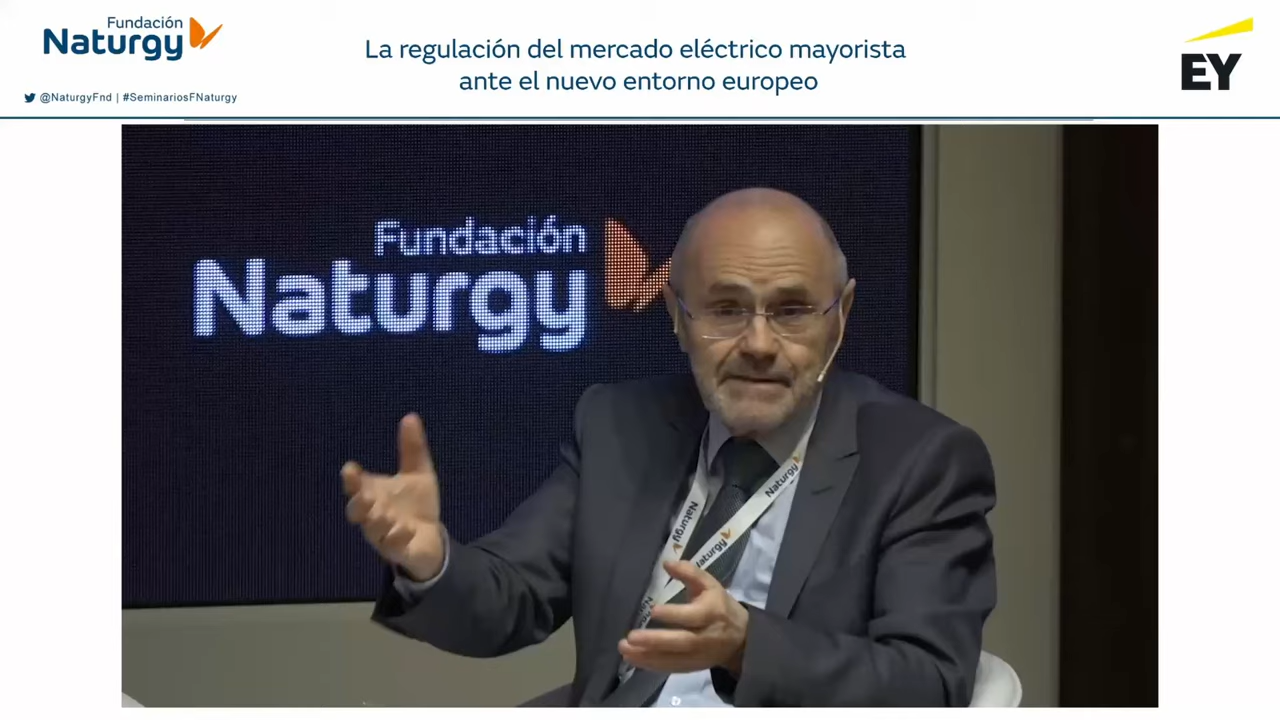 Fundación
Naturgy
@NaturgyFnd | #SeminariosFNaturgy
La regulación del mercado eléctrico mayorista
ante el nuevo entorno europeo
EY
Fundación
Naturgy
Naturgy
Naturgy
Naturgy